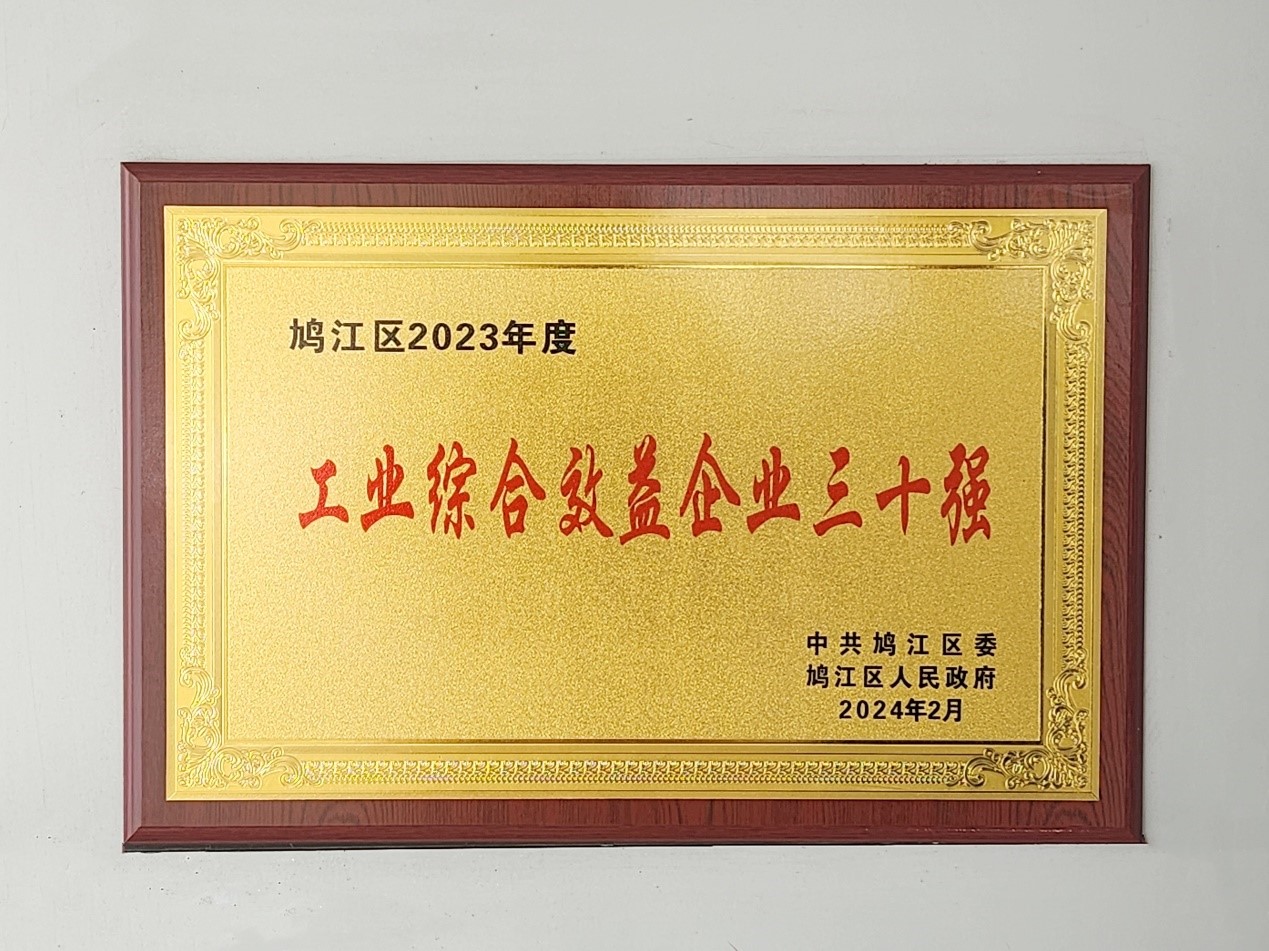 鸠江区2023年度
工业综合效益企业三十强
中共鸠江区委
鸠江区人民政府
2024年2月